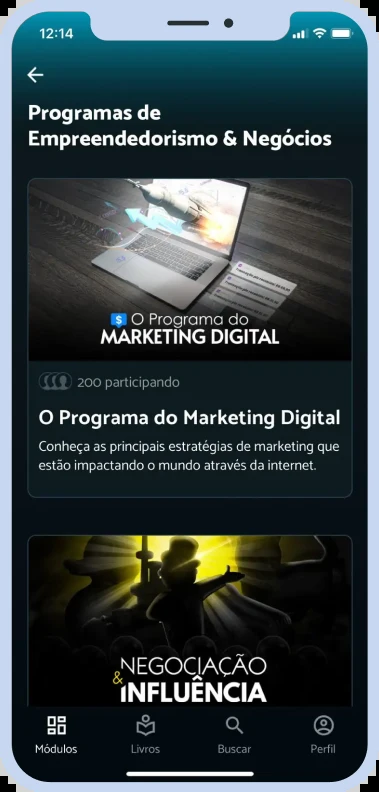 12:14
Programas de
Empreendedorismo & Negócios
$ O Programa do
MARKETING DIGITAL
200 participando
O Programa do Marketing Digital
Conheça as principais estratégias de marketing que
estão impactando o mundo através da internet.
NEGOCIAÇÃO
& INFLUÊNCIA
Módulos
Livros
Buscar
Perfil